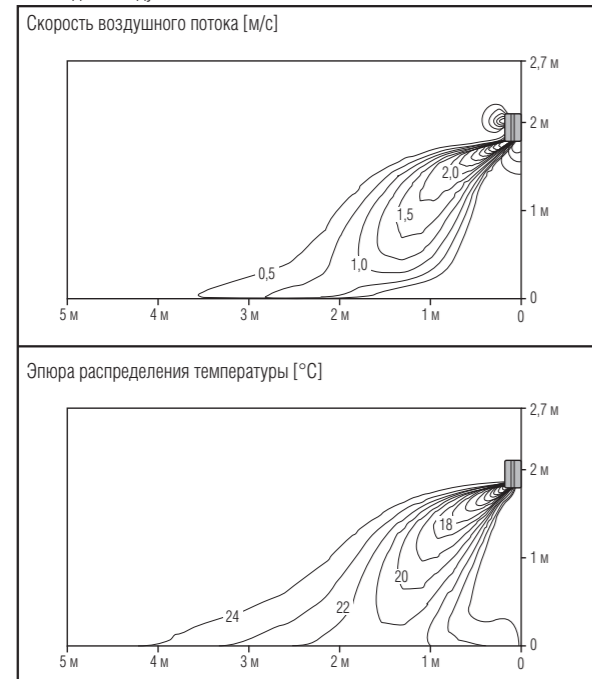 Скорость воздушного потока [м/с]
2,7 м
2 м
2,0
1,5
1 м
1,0
0,5
0
5 м 4 м 3 м 2 м 1 м 0
Эпюра распределения температуры [°C]
2,7 м
2 м
18
1 м
20
22
24
0
5 м 4 м 3 м 2 м 1 м 0